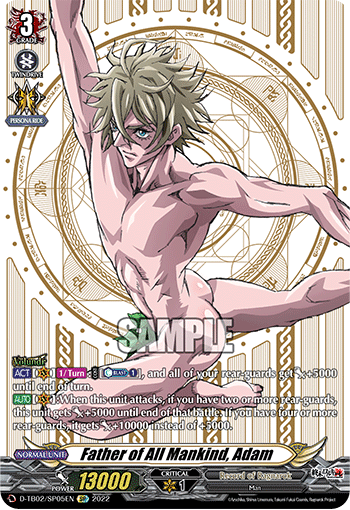 3
GRADE
TWINDRIVE
PERSONA RIDE
SAMPLE
Volundr
ACT 1/Turn BLAST 1, and all of your rear-guards get +5000
until end of turn.
AUTO : When this unit attacks, if you have two or more rear-guards,
this unit gets +5000 until end of that battle. If you have four or more
rear-guards, it gets +10000 instead of +5000.
NORMAL UNIT
Father of All Mankind, Adam
POWER 13000
CRITICAL 1
Record of Ragnarok
Man
D-TB02/SP05EN SP 2022